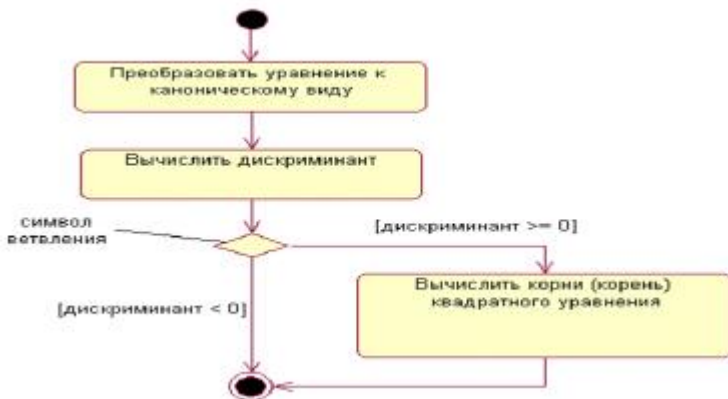 Преобразовать уравнение к
каноническому виду
Вычислить дискриминант
символ
ветвления
[дискриминант >= 0]
Вычислить корни (корень)
квадратного уравнения
[дискриминант < 0]